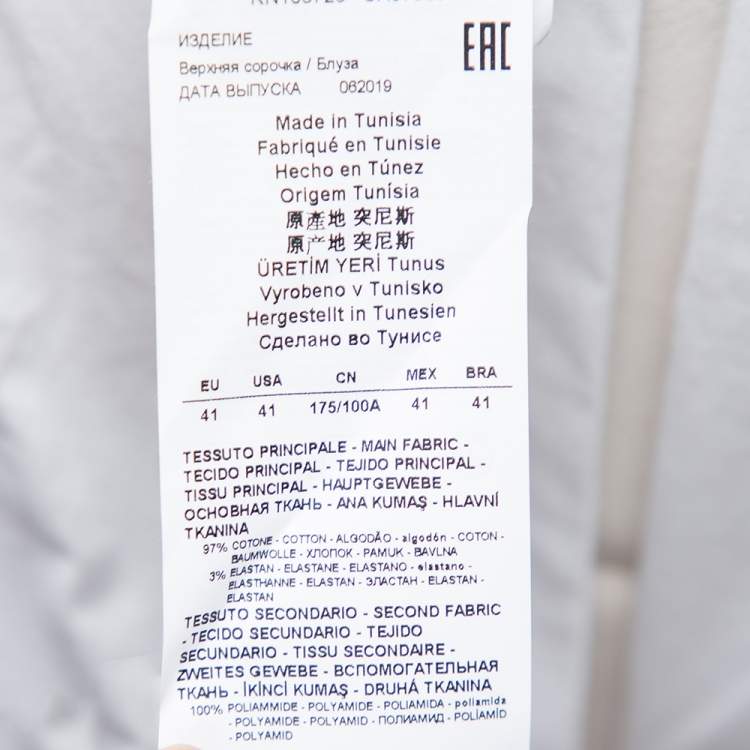 ИЗДЕЛИЕ
EAC
Верхняя сорочка / Блуза
ДАТА ВЫПУСКА 062019
Made in Tunisia
Fabriqué en Tunisie
Hecho en Túnez
Origem Tunísia
原產地 突尼斯
原产地 突尼斯
ÜRETİM YERİ Tunus
Vyrobeno v Tunisko
Hergestellt in Tunesien
Сделано во Тунисе
EU USA CN MEX BRA
41 41 175/100A 41 41
TESSUTO PRINCIPALE - MAIN FABRIC -
TECIDO PRINCIPAL - TEJIDO PRINCIPAL -
TISSU PRINCIPAL - HAUPTGEWEBE -
ОСНОВНАЯ ТКАНЬ - ANA KUMAŞ - HLAVNÍ
TKANINA
97% COTONE - COTTON - ALGODÃO - algodón - COTON -
BAUMWOLLE - ХЛОПОК - PAMUK - BAVLNA
3% ELASTAN - ELASTANE - ELASTANO - elastano -
ELASTHANNE - ELASTAN - ЭЛАСТАН - ELASTAN -
ELASTAN
TESSUTO SECONDARIO - SECOND FABRIC
- TECIDO SECUNDARIO - TEJIDO
SECUNDARIO - TISSU SECONDAIRE -
ZWEITES GEWEBE - ВСПОМОГАТЕЛЬНАЯ
ТКАНЬ - İKİNCİ KUMAŞ - DRUHÁ TKANINA
100% POLIAMMIDE - POLYAMIDE - POLIAMIDA - poliamida
- POLYAMIDE - POLYAMID - ПОЛИАМИД - POLİAMİD
- POLYAMID